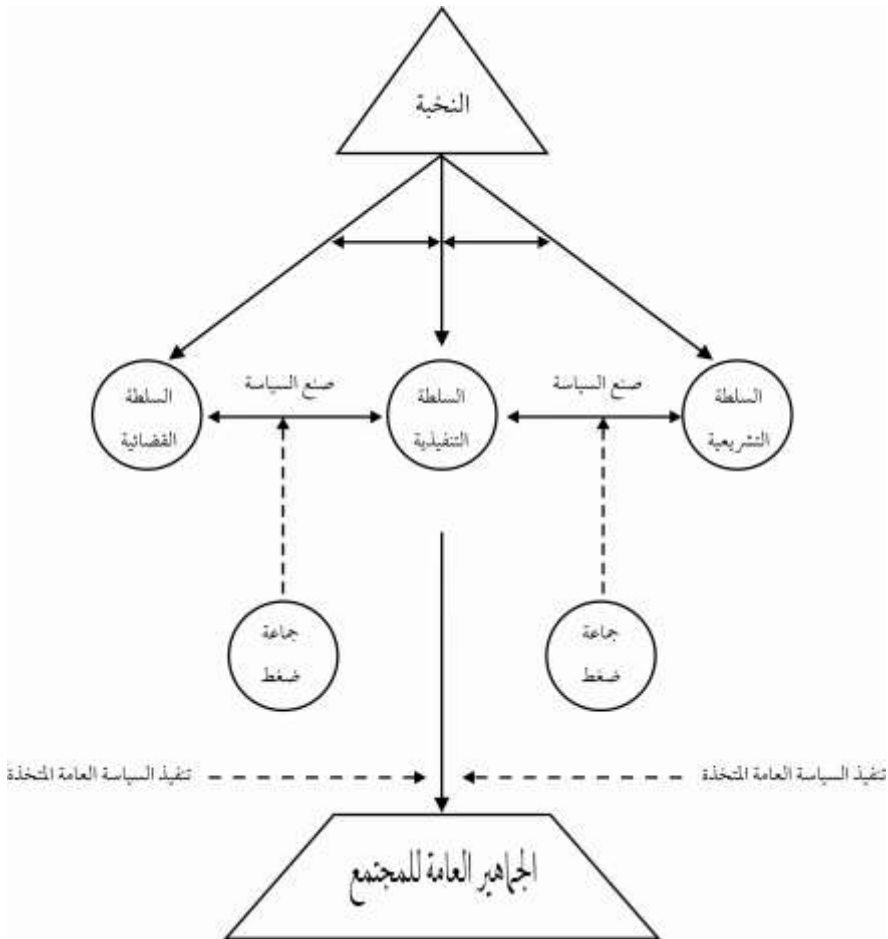 النخبة
صنع السياسة
صنع السياسة
السلطة
التشريعية
السلطة
التنفيذية
السلطة
القضائية
جماعة
ضغط
جماعة
ضغط
تنفيذ السياسة العامة المتخذة
تنفيذ السياسة العامة المتخذة
الجماهير العامة للمجتمع